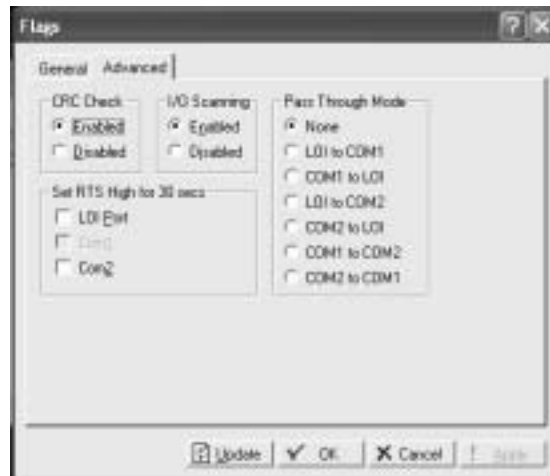 Flags
General Advanced
CRC Check
Enabled
Disabled
I/O Scanning
Enabled
Disabled
Pass Through Mode
None
LOI to COM1
COM1 to LOI
LOI to COM2
COM2 to LOI
COM1 to COM2
COM2 to COM1
Set RTS High for 30 secs
LOI Port
Com1
Com2
Update OK Cancel Apply